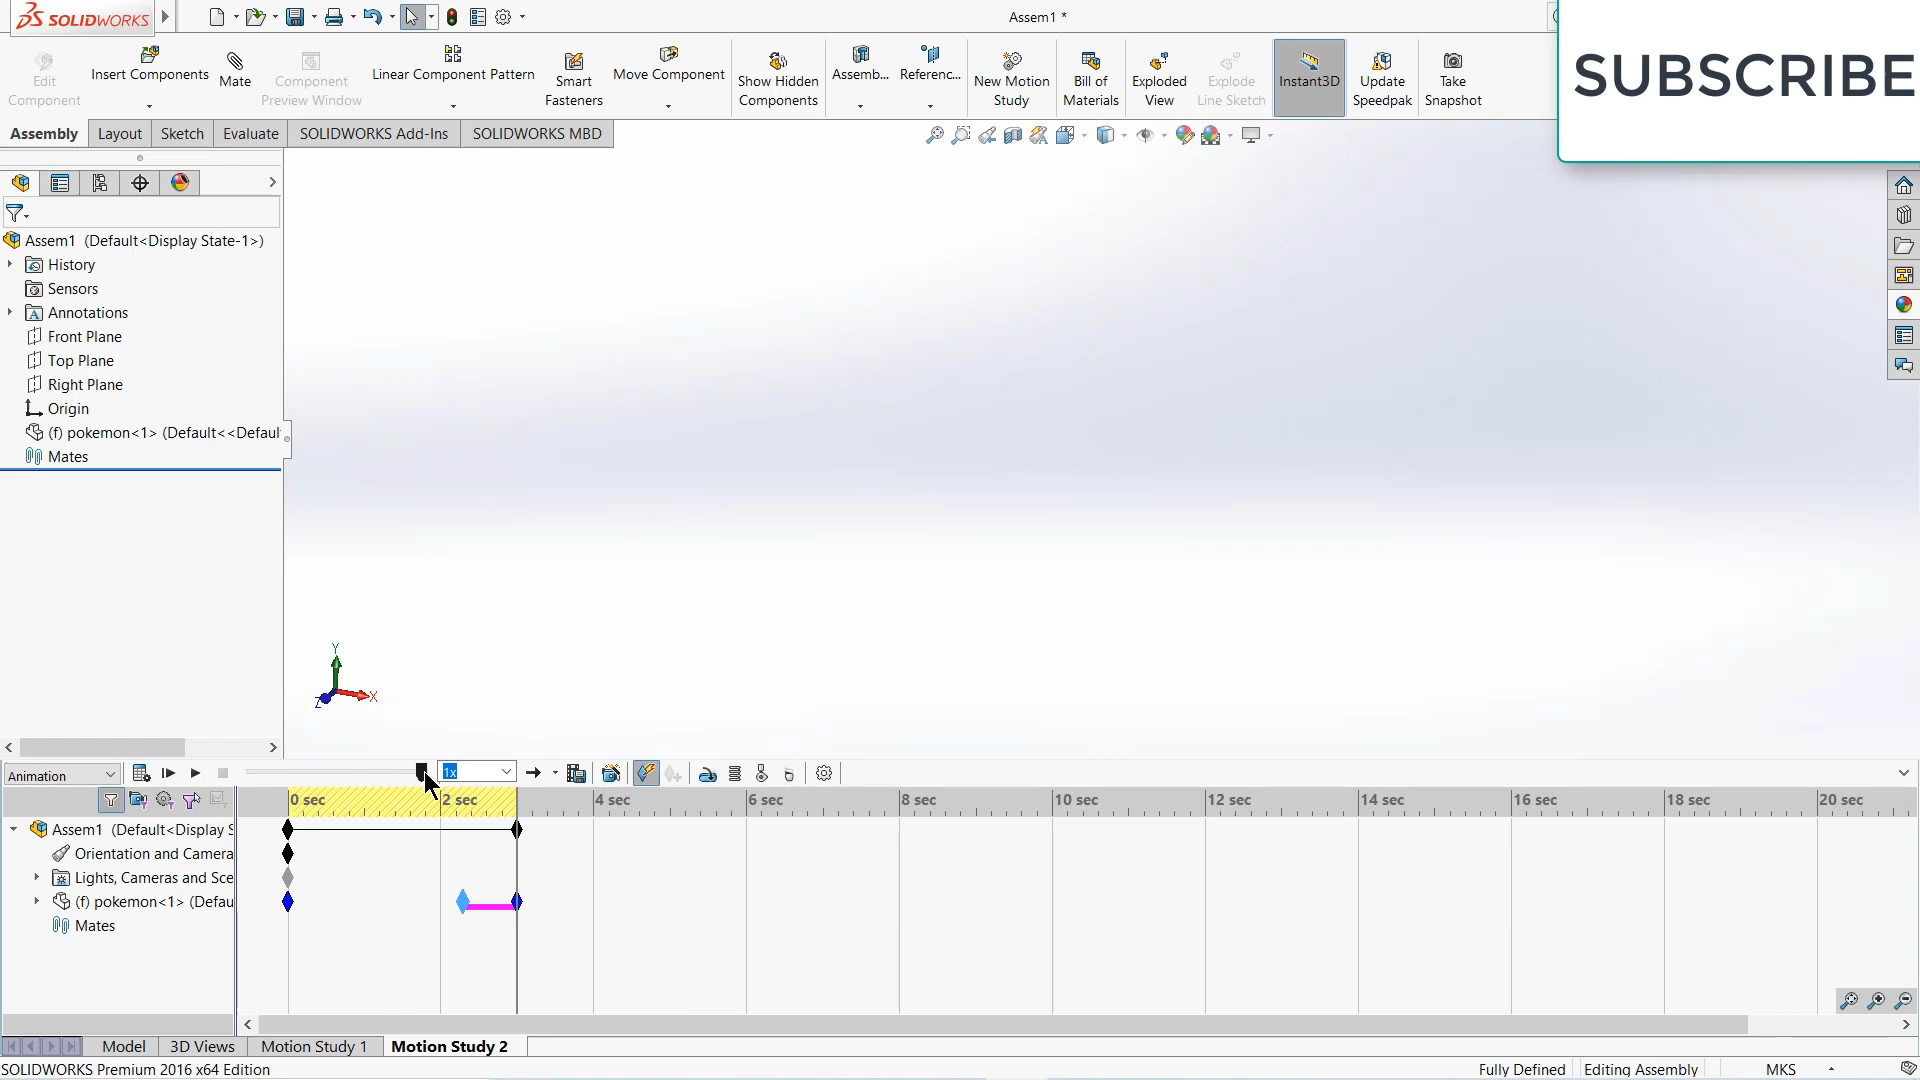 SOLIDWORKS
Assem1 *
SUBSCRIBE
Edit Component
Insert Components
Mate
Component Preview Window
Linear Component Pattern
Smart Fasteners
Move Component
Show Hidden Components
Assemb...
Referenc...
New Motion Study
Bill of Materials
Exploded View
Explode Line Sketch
Instant3D
Update Speedpak
Take Snapshot
Assembly Layout Sketch Evaluate SOLIDWORKS Add-Ins SOLIDWORKS MBD
Assem1 (Default<Display State-1>)
History
Sensors
Annotations
Front Plane
Top Plane
Right Plane
Origin
(f) pokemon<1> (Default<<Defaul
Mates
Y
X
Z
Animation
1x
0 sec 2 sec 4 sec 6 sec 8 sec 10 sec 12 sec 14 sec 16 sec 18 sec 20 sec
Assem1 (Default<Display S
Orientation and Camera
Lights, Cameras and Sce
(f) pokemon<1> (Defau
Mates
Model 3D Views Motion Study 1 Motion Study 2
SOLIDWORKS Premium 2016 x64 Edition
Fully Defined Editing Assembly MKS